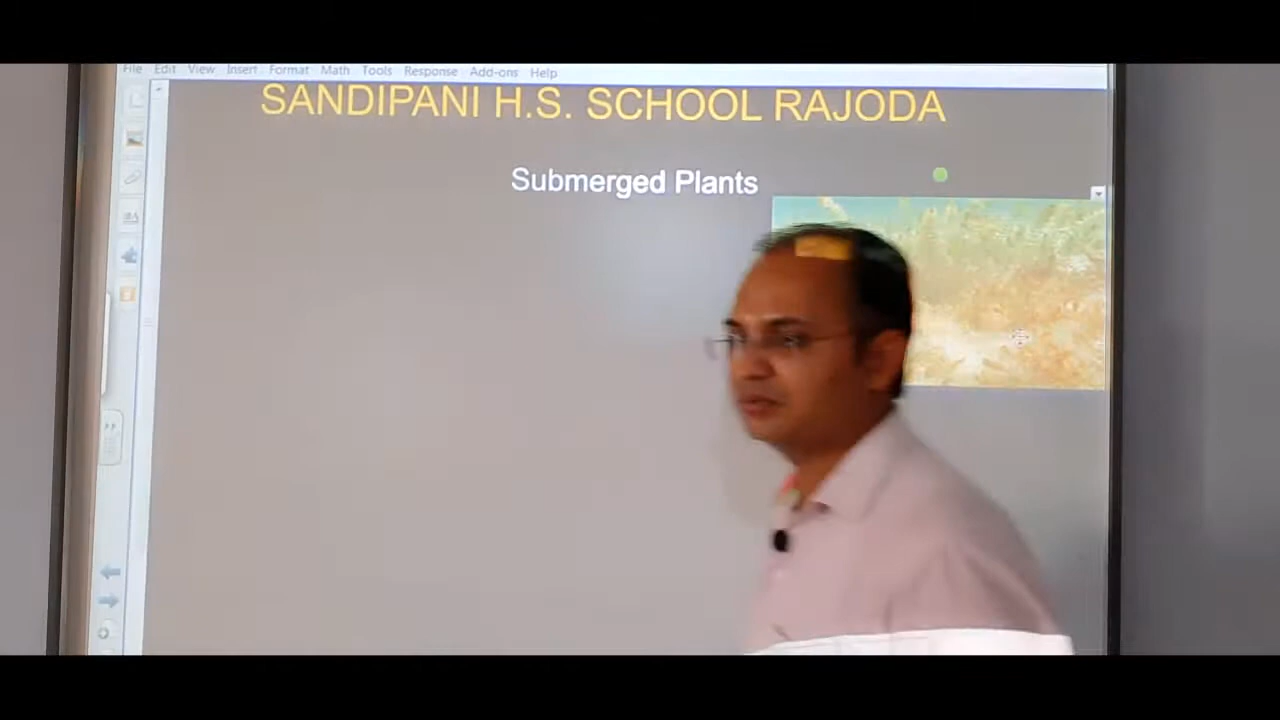 File Edit View Insert Format Math Tools Response Add-ons Help
SANDIPANI H.S. SCHOOL RAJODA
Submerged Plants